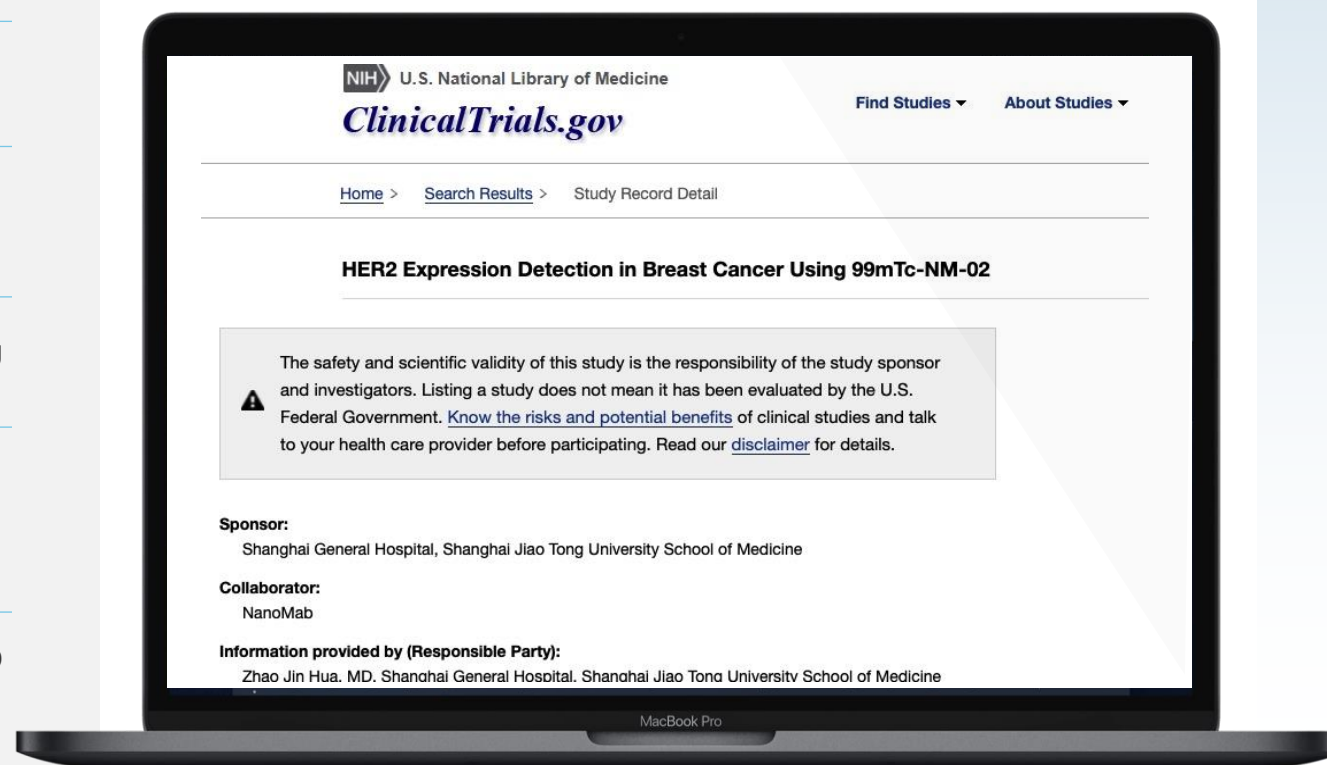 NIH U.S. National Library of Medicine
ClinicalTrials.gov
Find Studies
About Studies
Home > Search Results > Study Record Detail
HER2 Expression Detection in Breast Cancer Using 99mTc-NM-02
The safety and scientific validity of this study is the responsibility of the study sponsor
and investigators. Listing a study does not mean it has been evaluated by the U.S.
Federal Government. Know the risks and potential benefits of clinical studies and talk
to your health care provider before participating. Read our disclaimer for details.
Sponsor:
Shanghai General Hospital, Shanghai Jiao Tong University School of Medicine
Collaborator:
NanoMab
Information provided by (Responsible Party):
Zhao Jin Hua, MD, Shanghai General Hospital, Shanghai Jiao Tong University School of Medicine
MacBook Pro